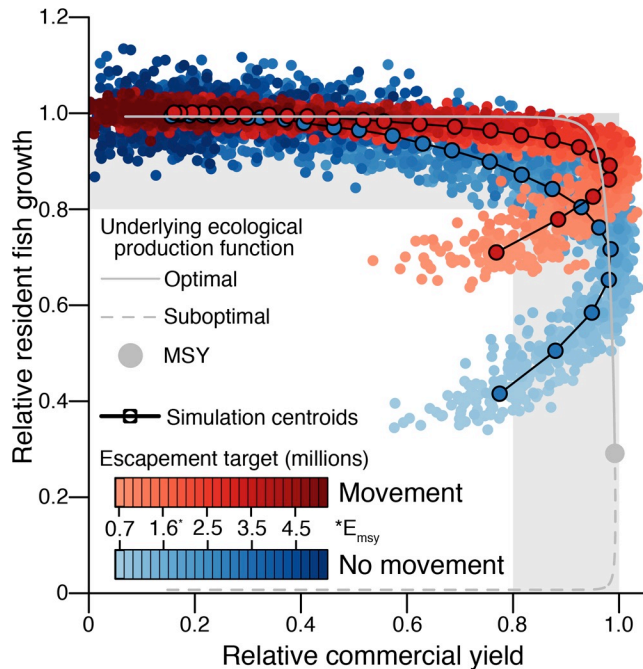 1.2
1.0
0.8
0.6
0.4
0.2
0
Relative resident fish growth
Underlying ecological
production function
Optimal
Suboptimal
MSY
Simulation centroids
Escapement target (millions)
Movement
0.7 1.6* 2.5 3.5 4.5 *Emsy
No movement
0 0.2 0.4 0.6 0.8 1.0
Relative commercial yield